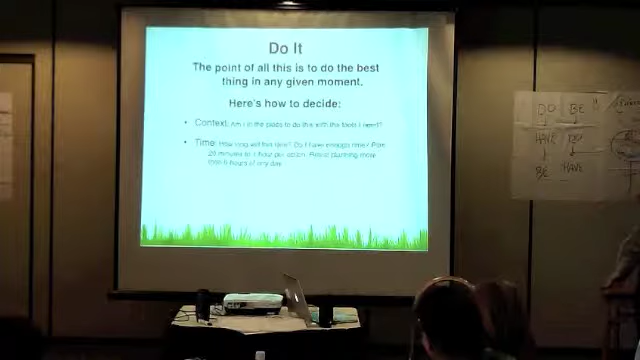 Do It
The point of all this is to do the best
thing in any given moment.
Here's how to decide:
• Context: Am I in the place to do this with the tools I need?
• Time: How long will this take? Do I have enough time? Plan
20 minutes to 1 hour per action. Avoid planning more
than 6 hours of any day.
DO BE
HAVE
BE HAVE